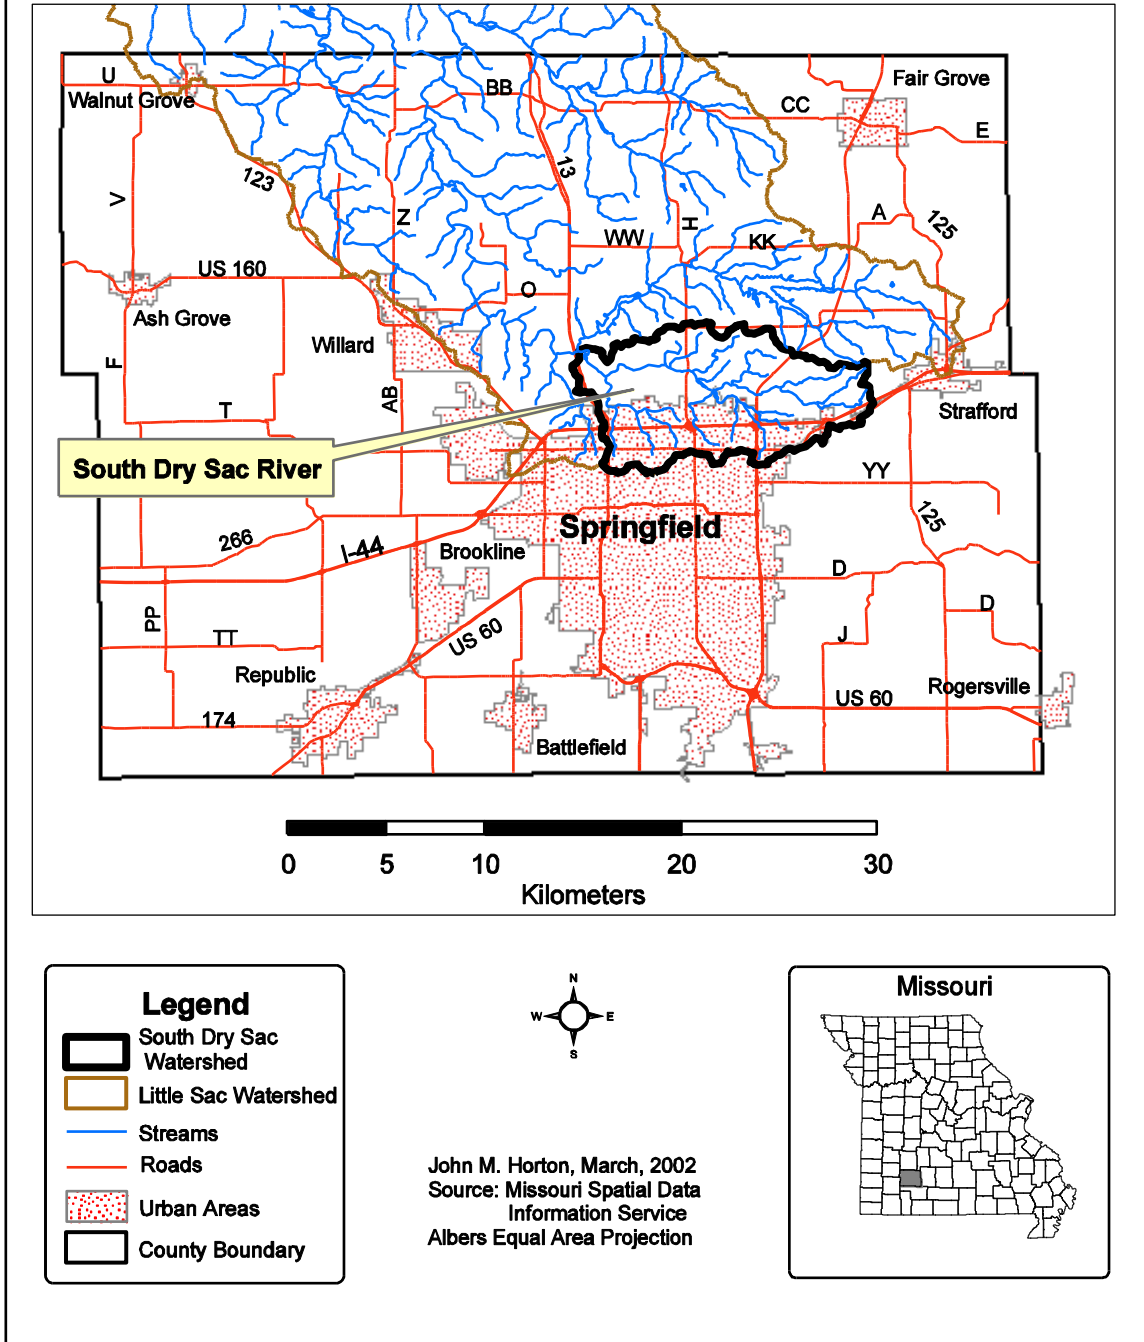 U
Walnut Grove
BB
CC
Fair Grove
E
V
123
13
Z
H
A
125
WW
KK
US 160
O
Ash Grove
Willard
F
T
AB
Strafford
South Dry Sac River
YY
125
Springfield
266
I-44
Brookline
D
D
PP
TT
US 60
J
Republic
Rogersville
US 60
174
Battlefield
0 5 10 20 30
Kilometers
Legend
South Dry Sac
Watershed
Little Sac Watershed
Streams
Roads
Urban Areas
County Boundary
N
W E
S
John M. Horton, March, 2002
Source: Missouri Spatial Data
Information Service
Albers Equal Area Projection
Missouri